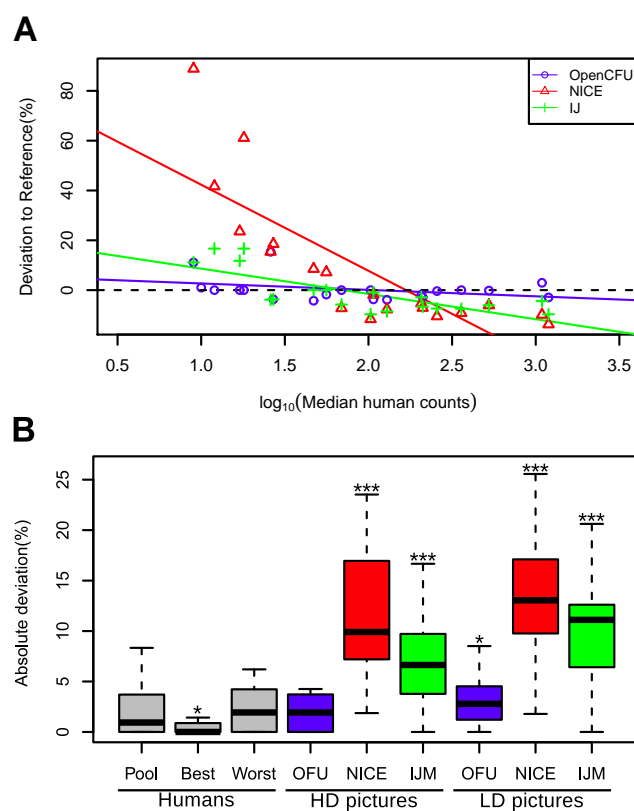 A
Deviation to Reference(%)
80
60
40
20
0
OpenCFU
NICE
IJ
0.5 1.0 1.5 2.0 2.5 3.0 3.5
log₁₀(Median human counts)
B
Absolute deviation(%)
25
20
15
10
5
0
***
***
***
***
*
*
Pool Best Worst OFU NICE IJM OFU NICE IJM
Humans HD pictures LD pictures